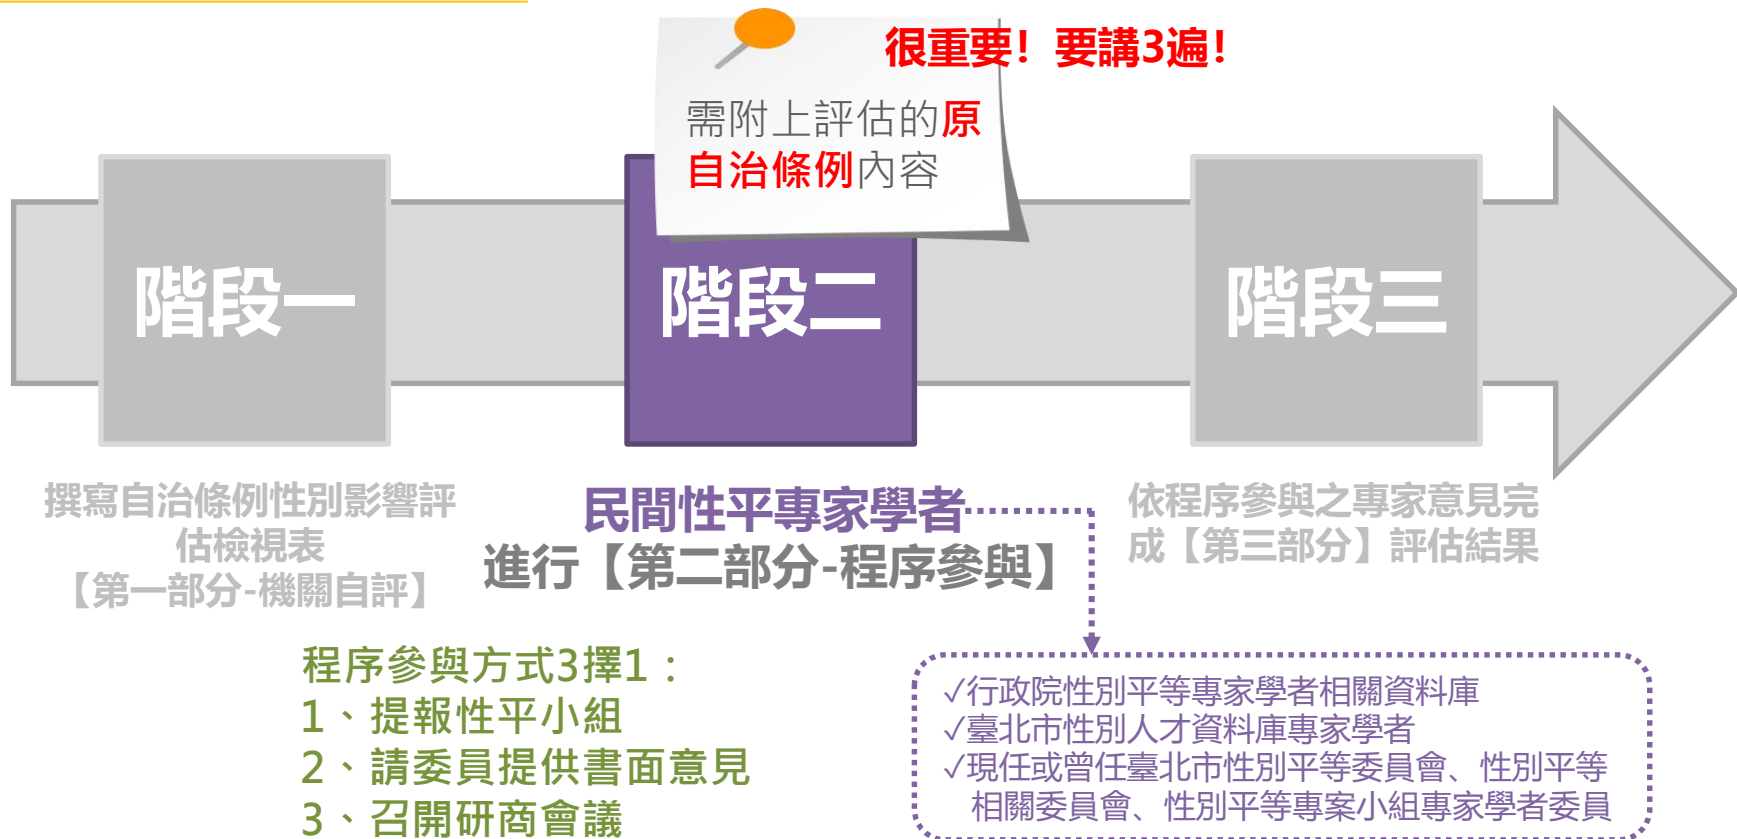 很重要！要講3遍！
需附上評估的原
自治條例內容
階段一
階段二
階段三
撰寫自治條例性別影響評
估檢視表
【第一部分-機關自評】
民間性平專家學者
進行【第二部分-程序參與】
依程序參與之專家意見完
成【第三部分】評估結果
程序參與方式3擇1：
1、提報性平小組
2、請委員提供書面意見
3、召開研商會議
✓行政院性別平等專家學者相關資料庫
✓臺北市性別人才資料庫專家學者
✓現任或曾任臺北市性別平等委員會、性別平等
相關委員會、性別平等專案小組專家學者委員